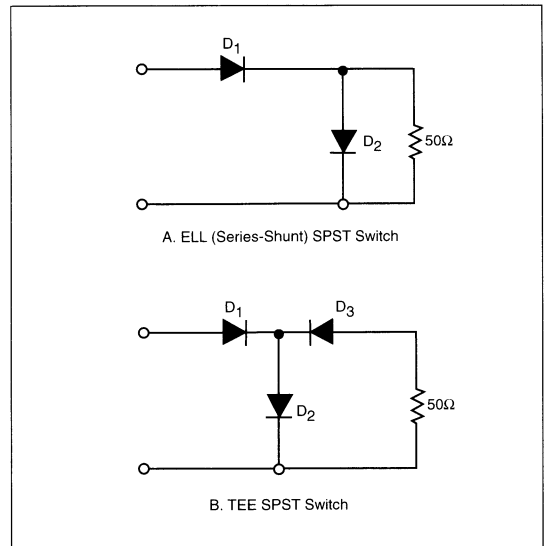 D1
D2
50Ω
A. ELL (Series-Shunt) SPST Switch
D1
D3
D2
50Ω
B. TEE SPST Switch